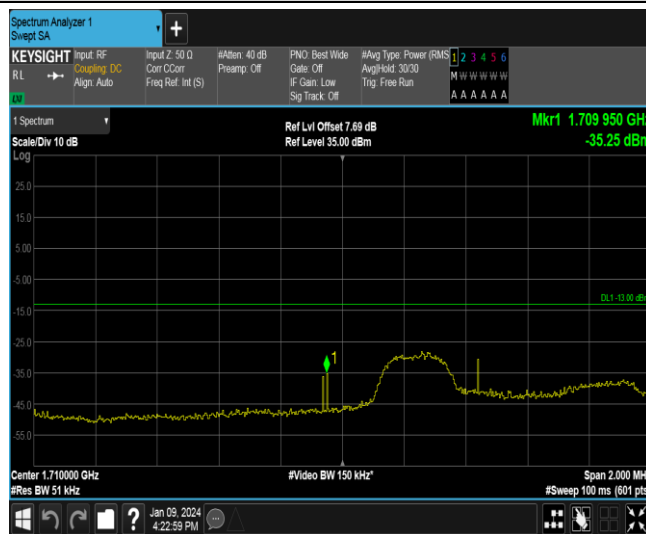 Spectrum Analyzer 1
Swept SA
+
KEYSIGHT
RL
Input: RF
Coupling: DC
Align: Auto
Input Z: 50 Ω
Corr CCorr
Freq Ref: Int (S)
#Atten: 40 dB
Preamp: Off
PNO: Best Wide
Gate: Off
IF Gain: Low
Sig Track: Off
#Avg Type: Power (RMS
Avg|Hold: 30/30
Trig: Free Run
1 2 3 4 5 6
M W W W W W
A A A A A A
1 Spectrum
Scale/Div 10 dB
Ref Lvl Offset 7.69 dB
Ref Level 35.00 dBm
Mkr1 1.709 950 GHz
-35.25 dBm
Log
25.0
15.0
5.00
-5.00
-15.0
-25.0
-35.0
-45.0
-55.0
DL1 -13.00 dBm
1
Center 1.710000 GHz
#Res BW 51 kHz
#Video BW 150 kHz*
Span 2.000 MH
#Sweep 100 ms (601 pts
?
Jan 09, 2024
4:22:59 PM